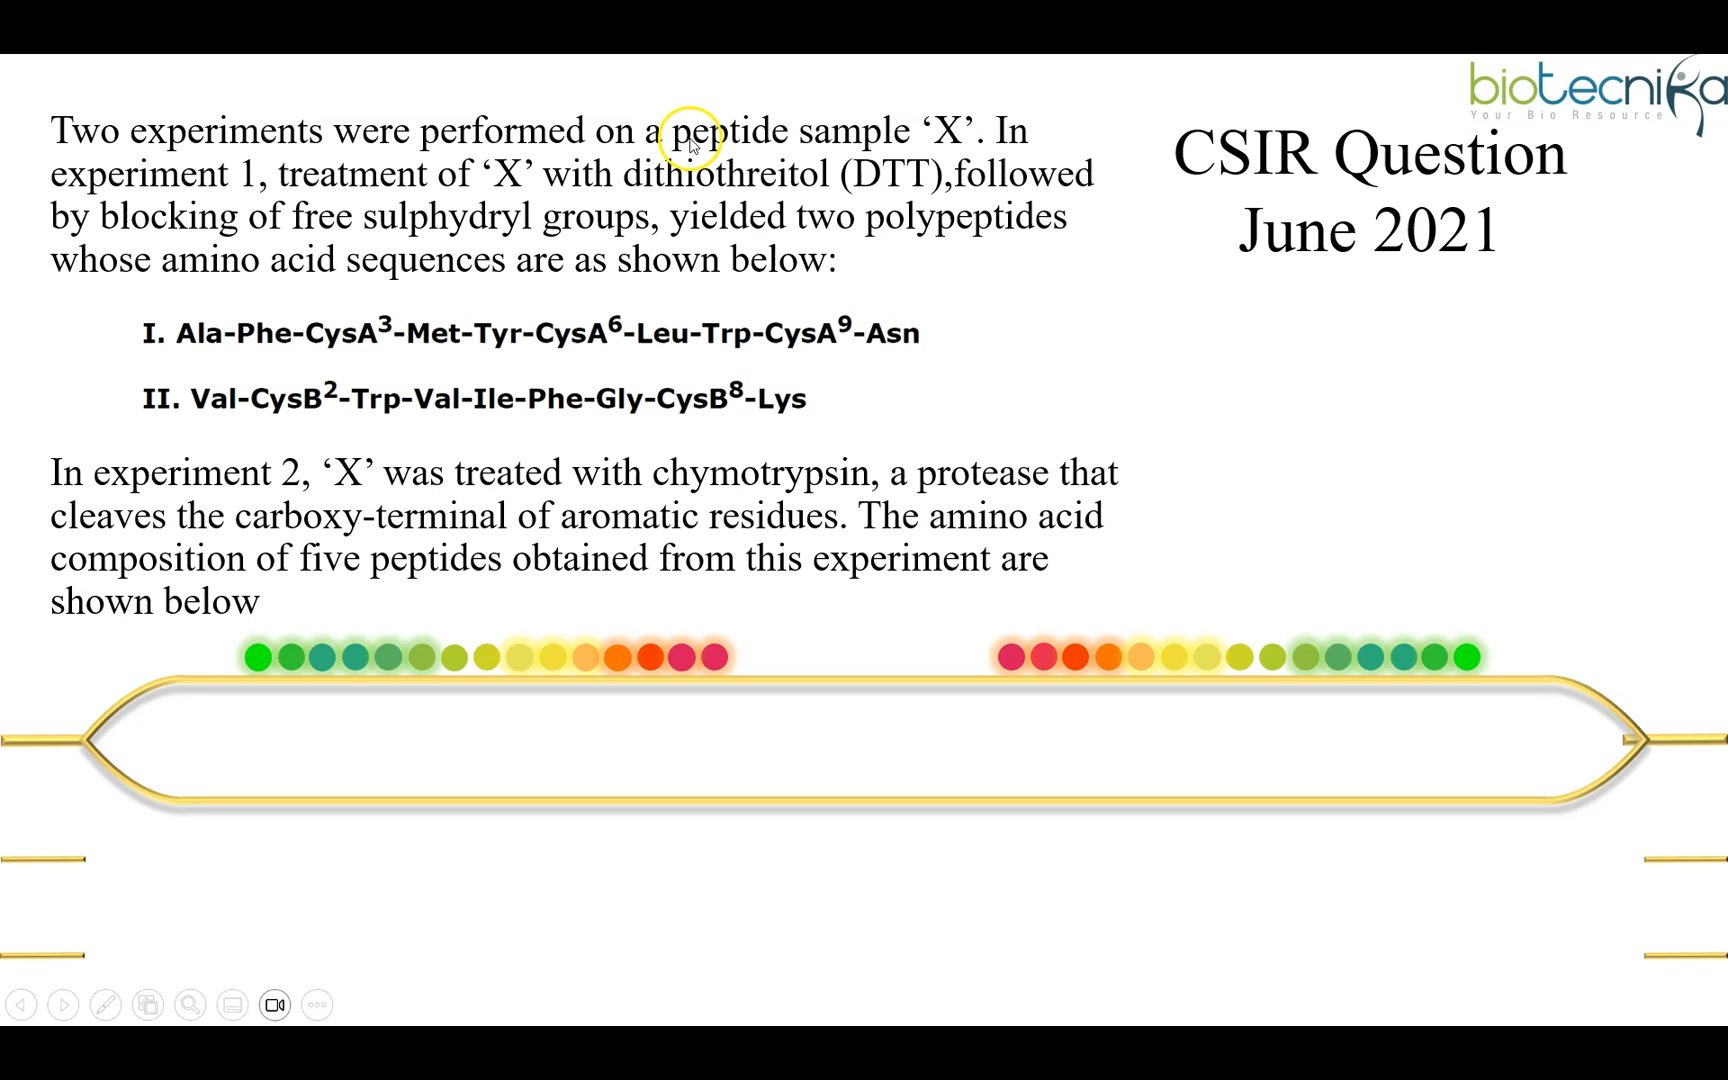 biotecnika
Your Bio Resource
Two experiments were performed on a peptide sample ‘X’. In
experiment 1, treatment of ‘X’ with dithiothreitol (DTT),followed
by blocking of free sulphydryl groups, yielded two polypeptides
whose amino acid sequences are as shown below:
CSIR Question
June 2021
I. Ala-Phe-CysA³-Met-Tyr-CysA⁶-Leu-Trp-CysA⁹-Asn
II. Val-CysB²-Trp-Val-Ile-Phe-Gly-CysB⁸-Lys
In experiment 2, ‘X’ was treated with chymotrypsin, a protease that
cleaves the carboxy-terminal of aromatic residues. The amino acid
composition of five peptides obtained from this experiment are
shown below